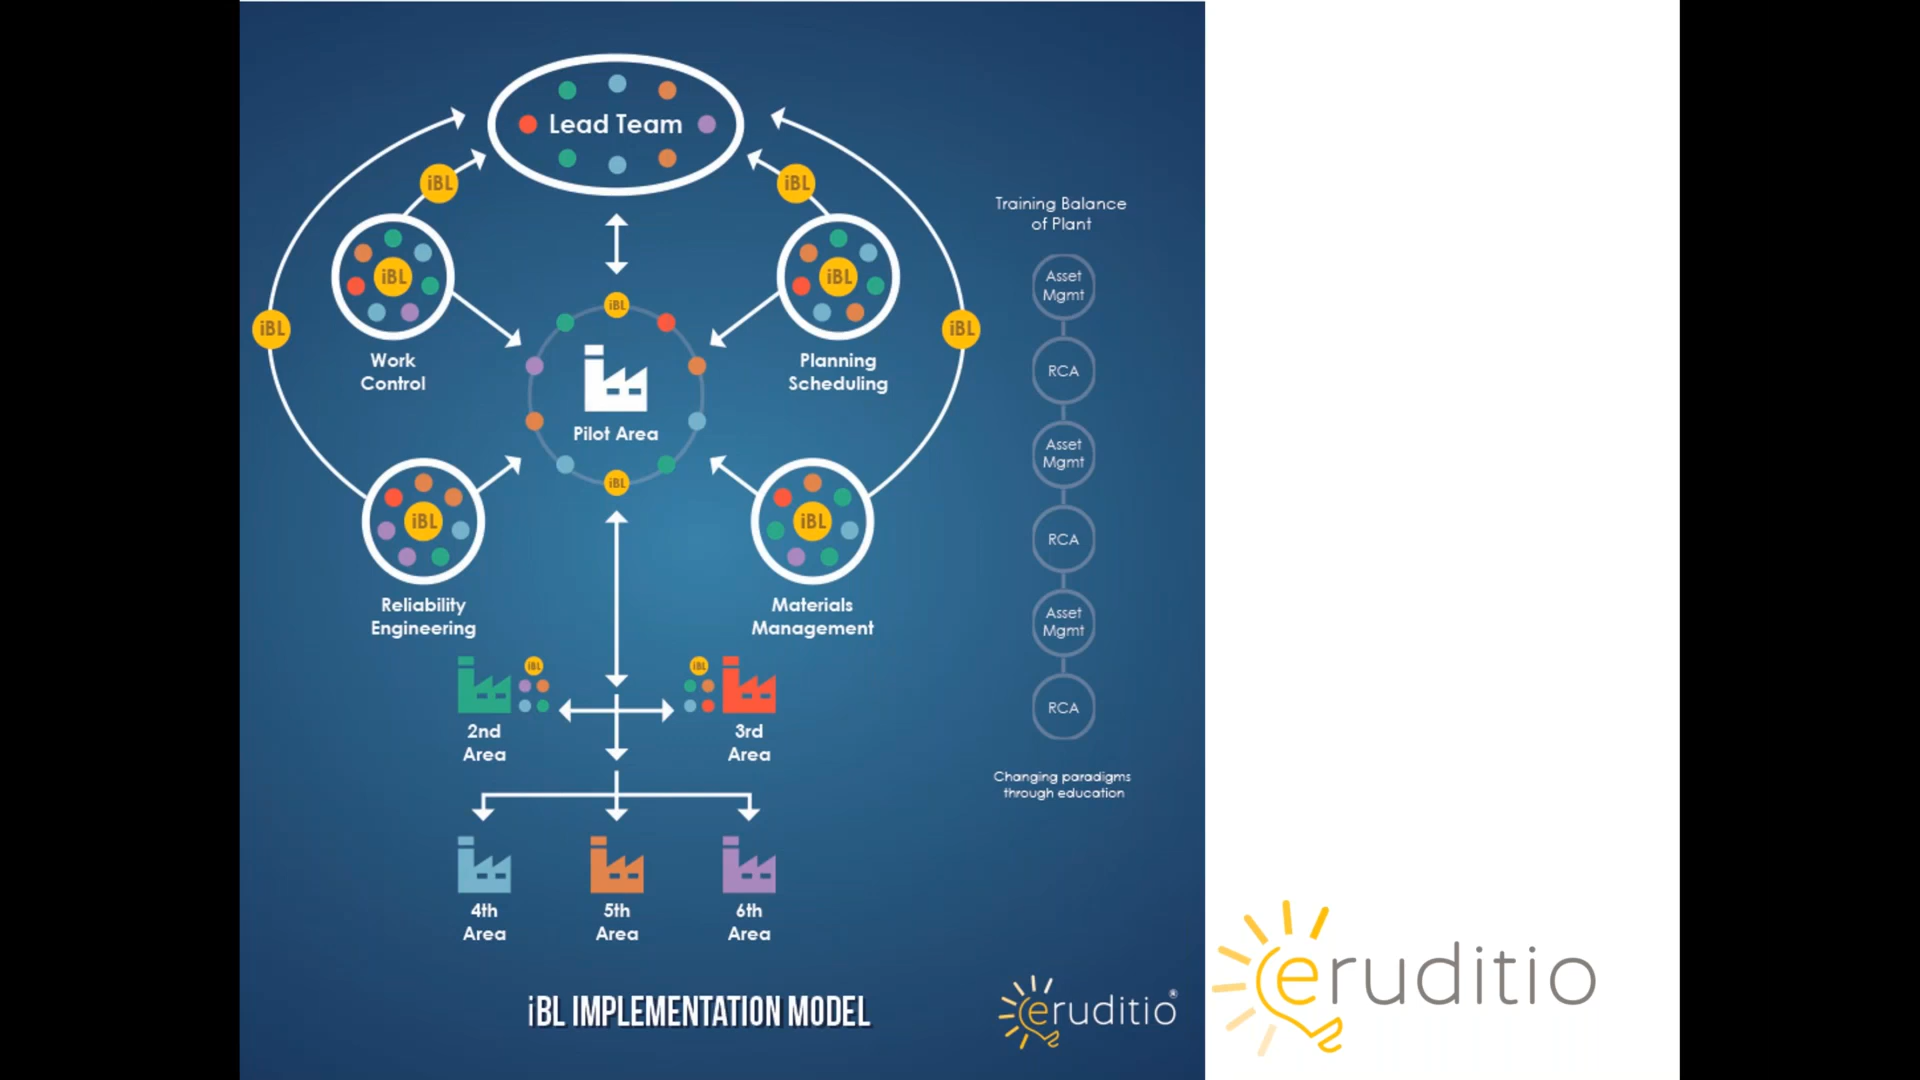 Lead Team
iBL
iBL
iBL
iBL
Work
Control
Planning
Scheduling
iBL
iBL
iBL
Pilot Area
iBL
iBL
Reliability
Engineering
iBL
Materials
Management
iBL
2nd
Area
iBL
3rd
Area
4th
Area
5th
Area
6th
Area
Training Balance
of Plant
Asset
Mgmt
RCA
Asset
Mgmt
RCA
Asset
Mgmt
RCA
Changing paradigms
through education
iBL IMPLEMENTATION MODEL
eruditio®
eruditio